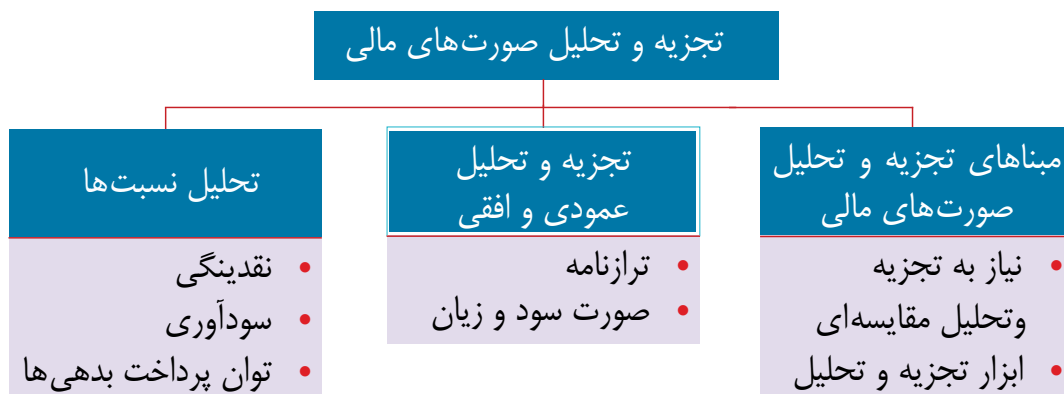 تجزیه و تحلیل صورت‌های مالی
مبناهای تجزیه و تحلیل
صورت‌های مالی
• نیاز به تجزیه
وتحلیل مقایسه‌ای
• ابزار تجزیه و تحلیل
تجزیه و تحلیل
عمودی و افقی
• ترازنامه
• صورت سود و زیان
تحلیل نسبت‌ها
• نقدینگی
• سودآوری
• توان پرداخت بدهی‌ها